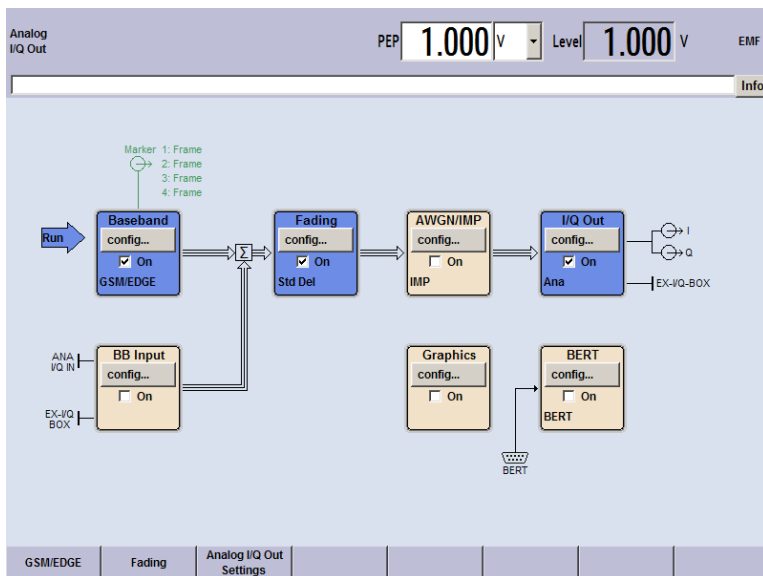 Analog
I/Q Out
PEP 1.000 V Level 1.000 V EMF
Info
Marker 1: Frame
2: Frame
3: Frame
4: Frame
Run
Baseband
config...
On
GSM/EDGE
Σ
Fading
config...
On
Std Del
AWGN/IMP
config...
On
IMP
I/Q Out
config...
On
Ana
I
Q
EX-I/Q-BOX
ANA
I/Q IN
EX-I/Q
BOX
BB Input
config...
On
Graphics
config...
On
BERT
config...
On
BERT
BERT
GSM/EDGE
Fading
Analog I/Q Out
Settings